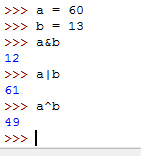 >>> a = 60
>>> b = 13
>>> a&b
12
>>> a|b
61
>>> a^b
49
>>>